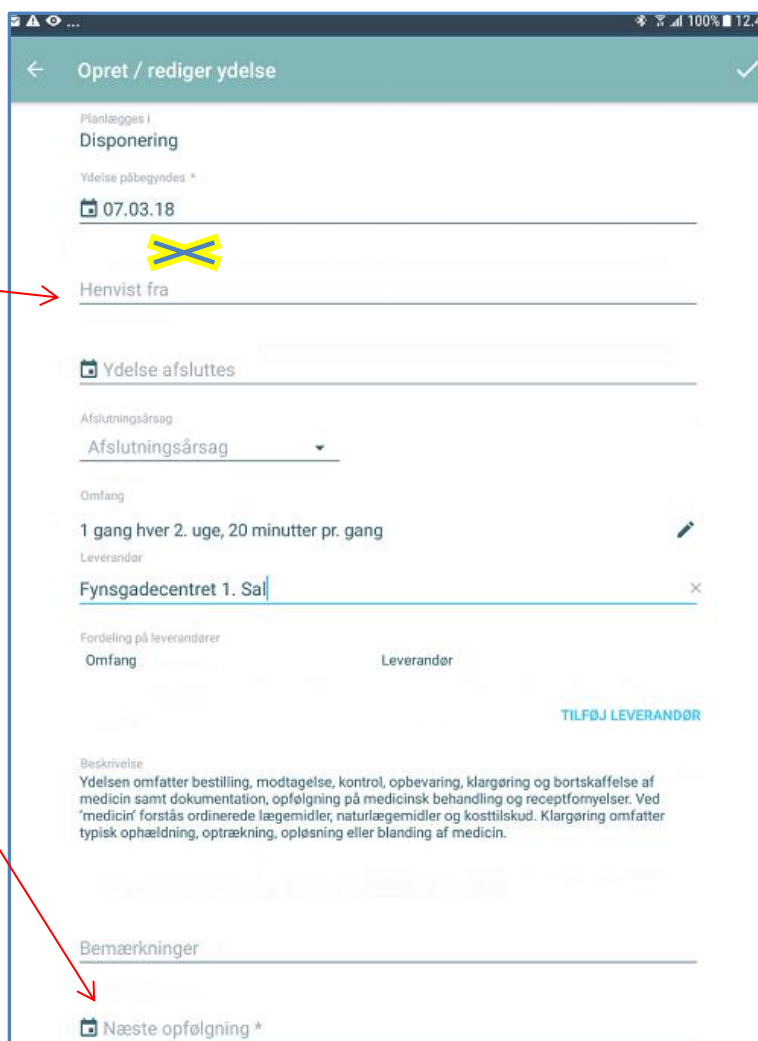 ...
100% 12.4
Opret / rediger ydelse
Planlægges i
Disponering
Ydelse påbegyndes *
07.03.18
Henvist fra
Ydelse afsluttes
Afslutningsårsag
Afslutningsårsag
Omfang
1 gang hver 2. uge, 20 minutter pr. gang
Leverandør
Fynsgadecentret 1. Sal
Fordeling på leverandører
Omfang Leverandør
TILFØJ LEVERANDØR
Beskrivelse
Ydelsen omfatter bestilling, modtagelse, kontrol, opbevaring, klargøring og bortskaffelse af
medicin samt dokumentation, opfølgning på medicinsk behandling og receptfornyelser. Ved
'medicin' forstås ordinerede lægemidler, naturlægemidler og kosttilskud. Klargøring omfatter
typisk ophældning, optrækning, opløsning eller blanding af medicin.
Bemærkninger
Næste opfølgning *